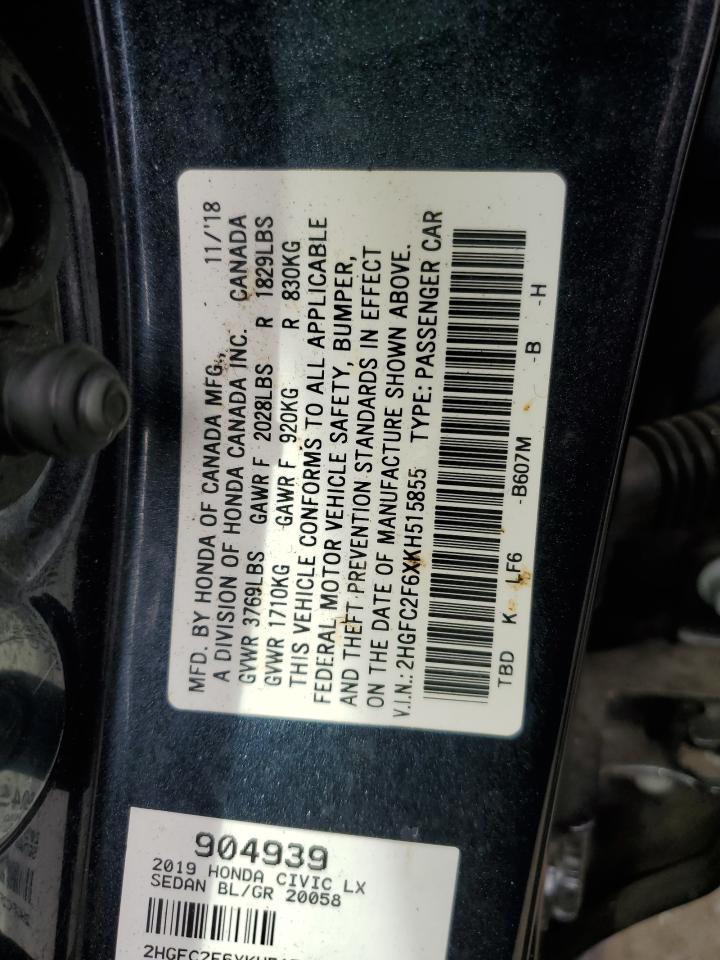 MFD. BY HONDA OF CANADA MFG., 11/'18
A DIVISION OF HONDA CANADA INC. CANADA
GVWR 3769LBS GAWR F 2028LBS R 1829LBS
GVWR 1710KG GAWR F 920KG R 830KG
THIS VEHICLE CONFORMS TO ALL APPLICABLE
FEDERAL MOTOR VEHICLE SAFETY, BUMPER,
AND THEFT PREVENTION STANDARDS IN EFFECT
ON THE DATE OF MANUFACTURE SHOWN ABOVE.
V.I.N.: 2HGFC2F6XKH515855 TYPE: PASSENGER CAR
TBD K LF6 -B607M -B -H
904939
2019 HONDA CIVIC LX
SEDAN BL/GR 20058